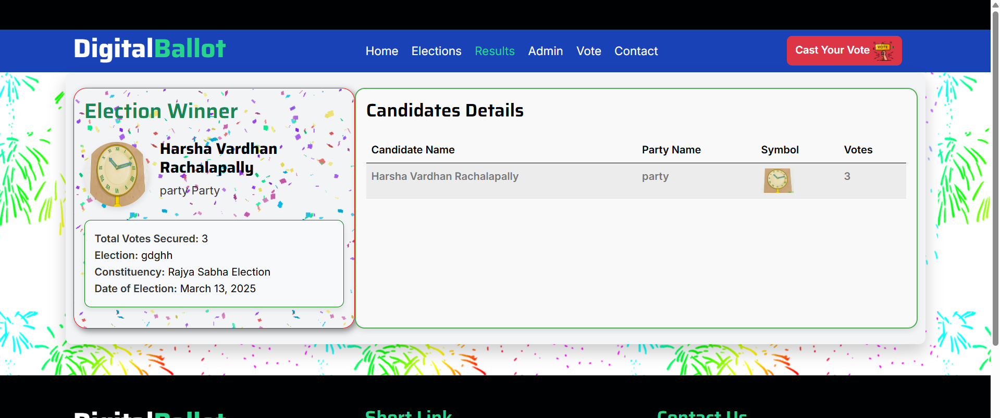 DigitalBallot
Home Elections Results Admin Vote Contact
Cast Your Vote
VOTE
Election Winner
Harsha Vardhan
Rachalapally
party Party
Total Votes Secured: 3
Election: gdghh
Constituency: Rajya Sabha Election
Date of Election: March 13, 2025
Candidates Details
Candidate Name Party Name Symbol Votes
Harsha Vardhan Rachalapally party 3
DigitalBallot
Short Link
Contact Us